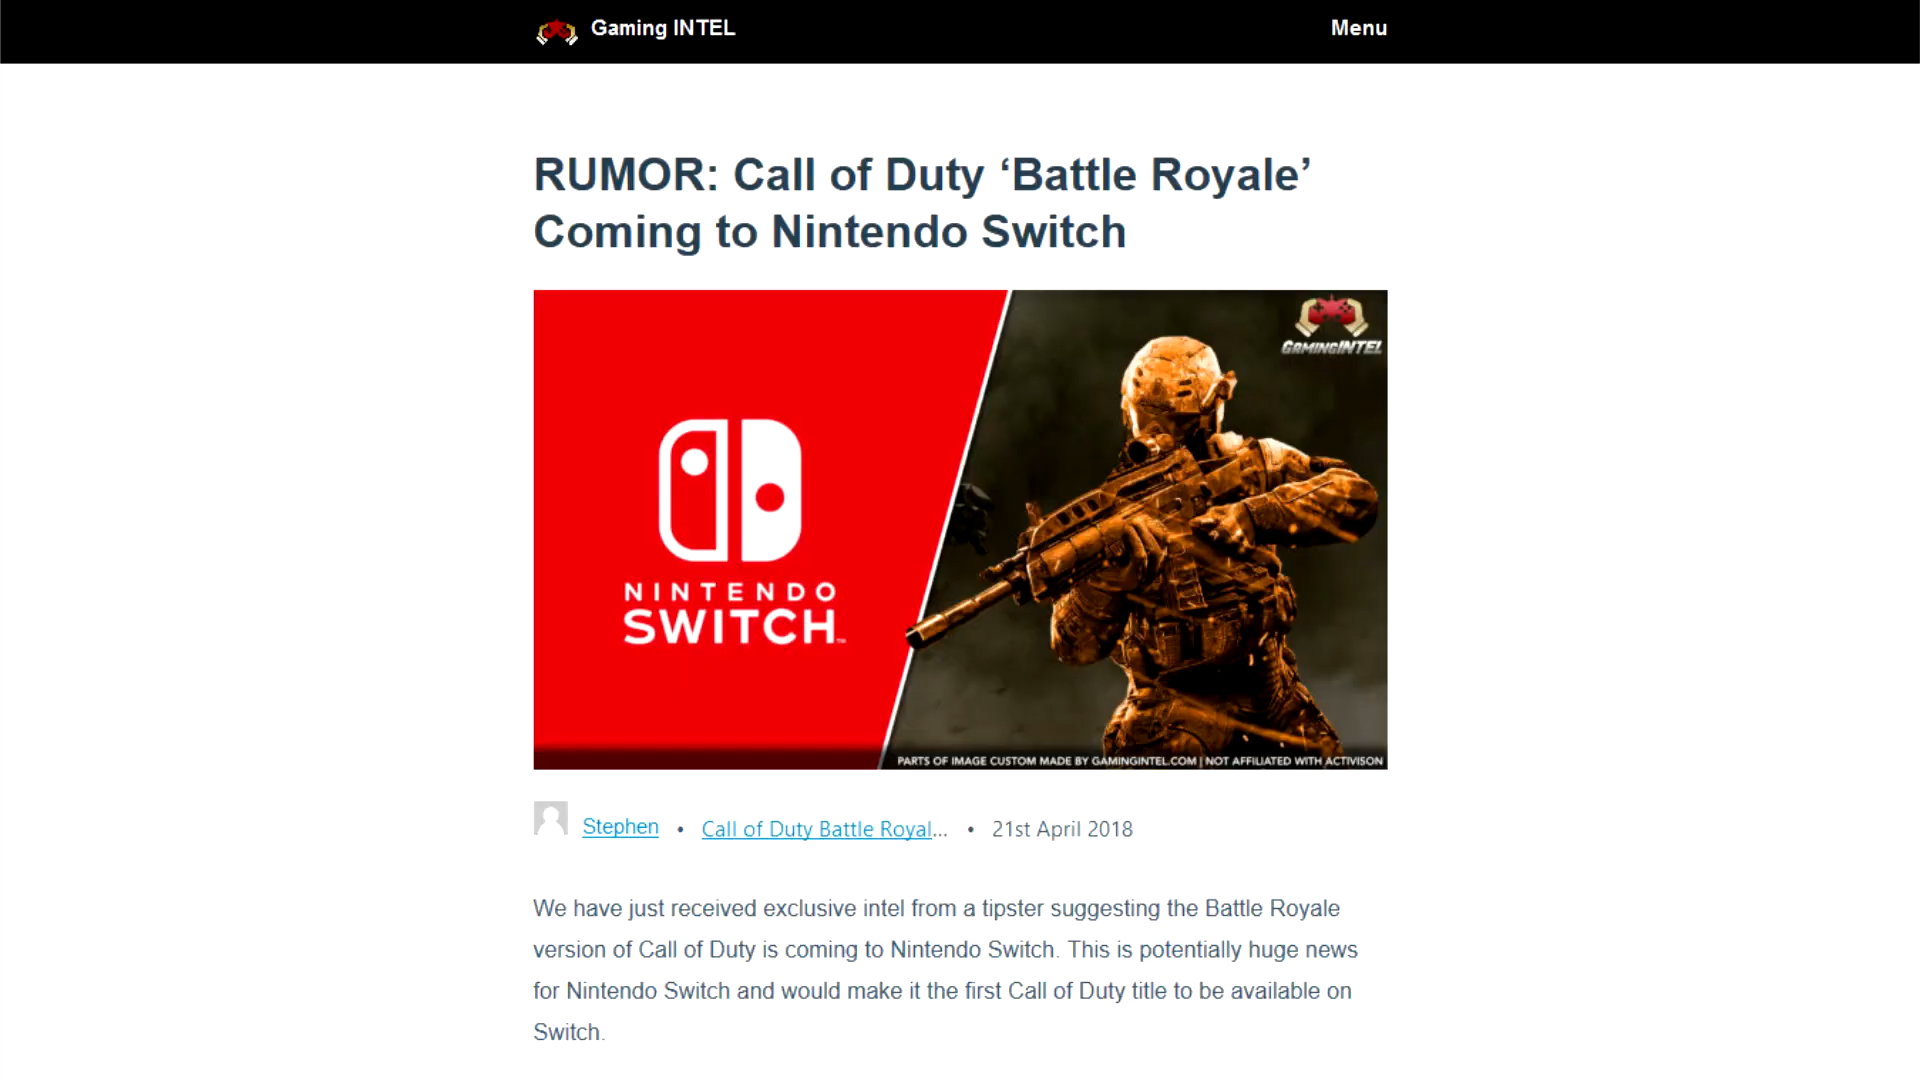 Gaming INTEL
Menu
RUMOR: Call of Duty ‘Battle Royale’
Coming to Nintendo Switch
GAMINGINTEL
NINTENDO
SWITCH™
PARTS OF IMAGE CUSTOM MADE BY GAMINGINTEL.COM | NOT AFFILIATED WITH ACTIVISON
Stephen • Call of Duty Battle Royal... • 21st April 2018
We have just received exclusive intel from a tipster suggesting the Battle Royale
version of Call of Duty is coming to Nintendo Switch. This is potentially huge news
for Nintendo Switch and would make it the first Call of Duty title to be available on
Switch.